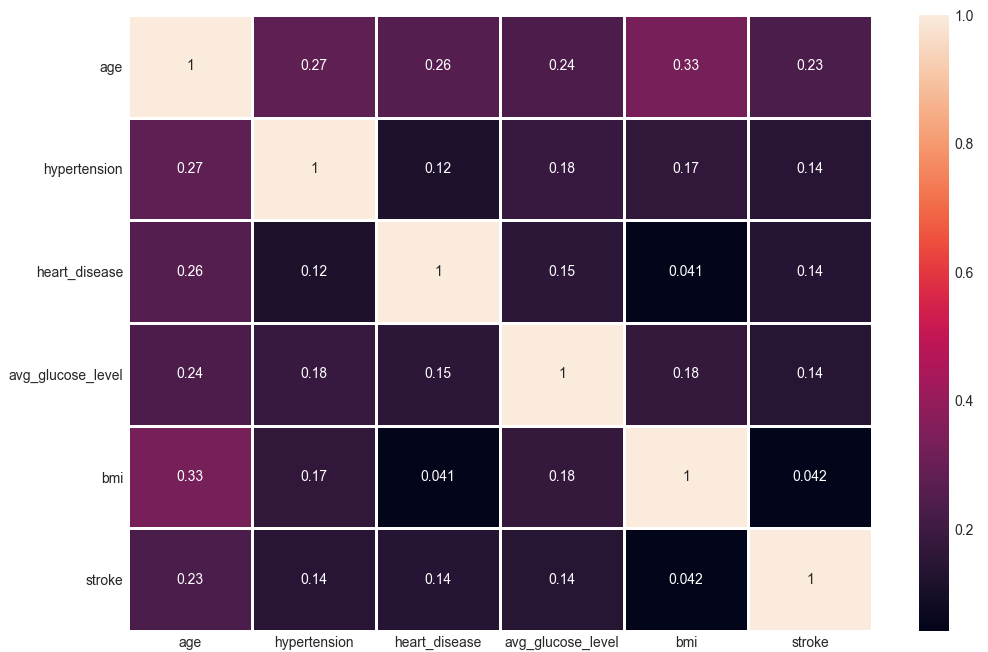 1.0
age 1 0.27 0.26 0.24 0.33 0.23
0.8
hypertension 0.27 1 0.12 0.18 0.17 0.14
heart_disease 0.26 0.12 1 0.15 0.041 0.14
0.6
avg_glucose_level 0.24 0.18 0.15 1 0.18 0.14
0.4
bmi 0.33 0.17 0.041 0.18 1 0.042
0.2
stroke 0.23 0.14 0.14 0.14 0.042 1
age hypertension heart_disease avg_glucose_level bmi stroke